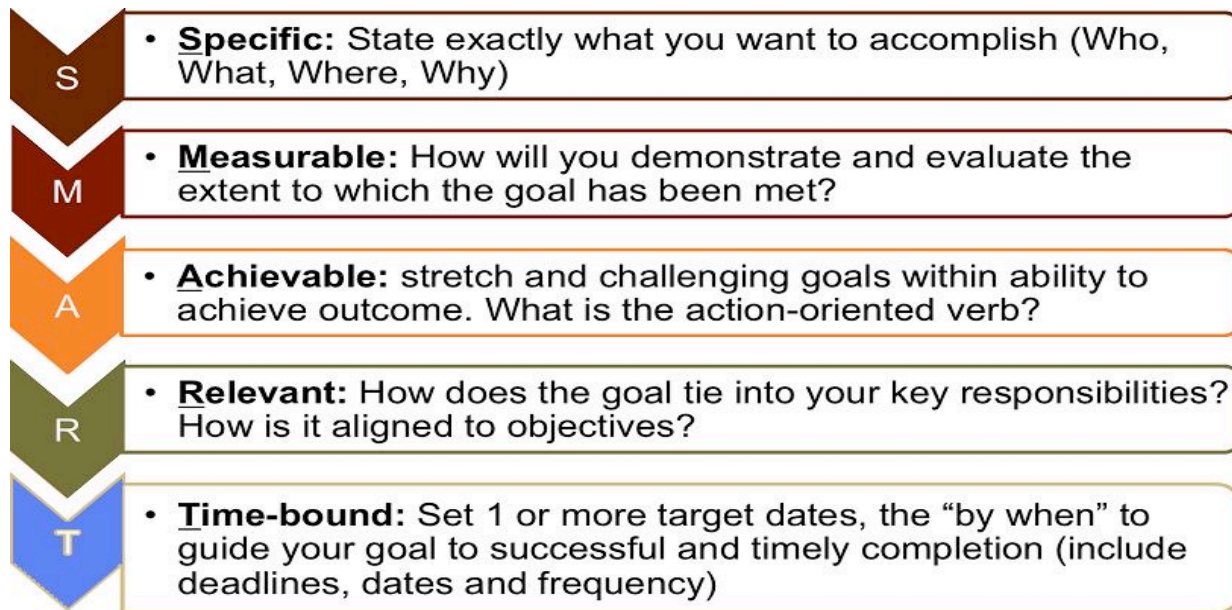 S
• Specific: State exactly what you want to accomplish (Who,
What, Where, Why)
M
• Measurable: How will you demonstrate and evaluate the
extent to which the goal has been met?
A
• Achievable: stretch and challenging goals within ability to
achieve outcome. What is the action-oriented verb?
R
• Relevant: How does the goal tie into your key responsibilities?
How is it aligned to objectives?
T
• Time-bound: Set 1 or more target dates, the “by when” to
guide your goal to successful and timely completion (include
deadlines, dates and frequency)